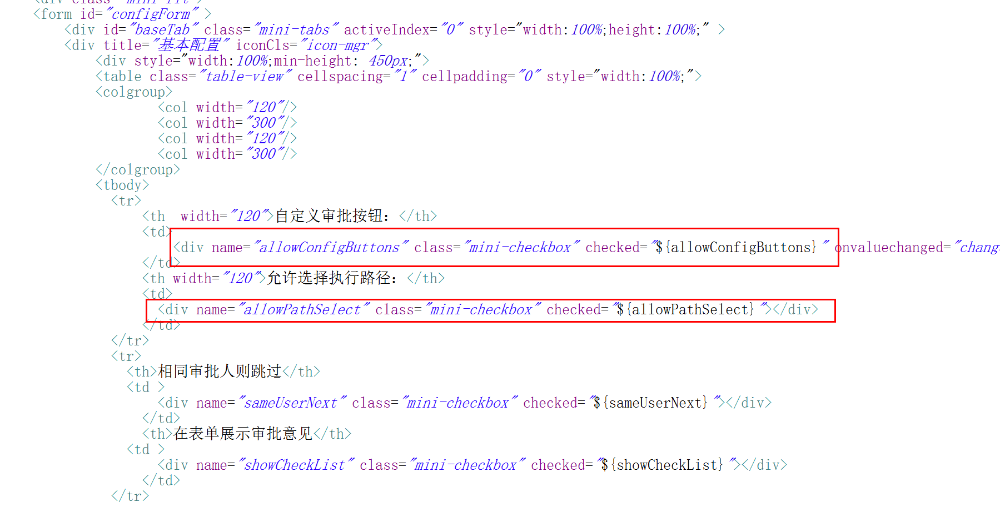 <div class="mini-fit">
<form id="configForm" >
<div id="baseTab" class="mini-tabs" activeIndex="0" style="width:100%;height:100%;" >
<div title="基本配置" iconCls="icon-mgr">
<div style="width:100%;min-height: 450px;">
<table class="table-view" cellspacing="1" cellpadding="0" style="width:100%;">
<colgroup>
<col width="120"/>
<col width="300"/>
<col width="120"/>
<col width="300"/>
</colgroup>
<tbody>
<tr>
<th  width="120">自定义审批按钮：</th>
<td>
<div name="allowConfigButtons" class="mini-checkbox" checked="${allowConfigButtons} " onvaluechanged="chang
</td>
<th width="120">允许选择执行路径：</th>
<td>
<div name="allowPathSelect" class="mini-checkbox" checked="${allowPathSelect} "></div>
</td>
</tr>
<tr>
<th>相同审批人则跳过</th>
<td >
<div name="sameUserNext" class="mini-checkbox" checked="${sameUserNext} "></div>
</td>
<th>在表单展示审批意见</th>
<td >
<div name="showCheckList" class="mini-checkbox" checked="${showCheckList} "></div>
</td>
</tr>